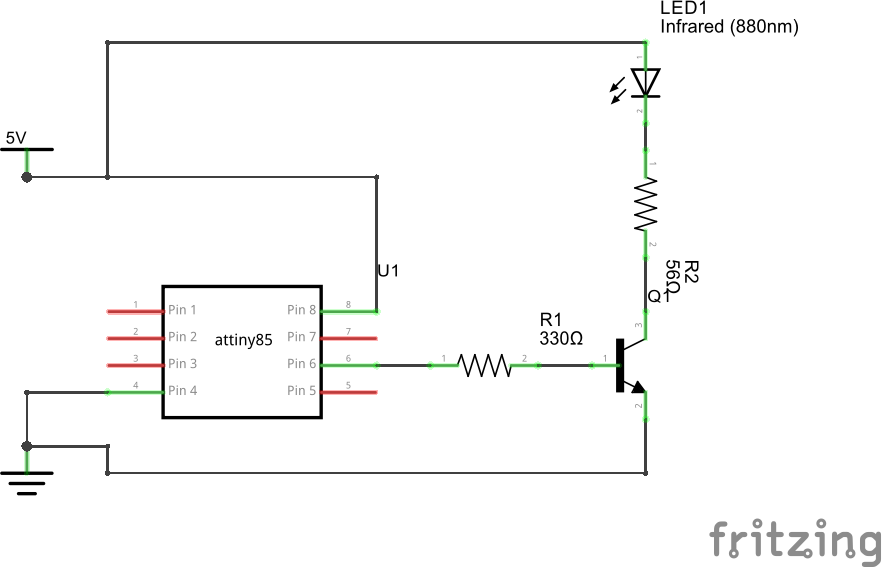 LED1
Infrared (880nm)
1
2
5V
1
2
R2
56Ω
Q1
U1
3
1
2
R1
330Ω
1
2
attiny85
1 Pin 1
2 Pin 2
3 Pin 3
4 Pin 4
Pin 8 8
Pin 7 7
Pin 6 6
Pin 5 5
fritzing